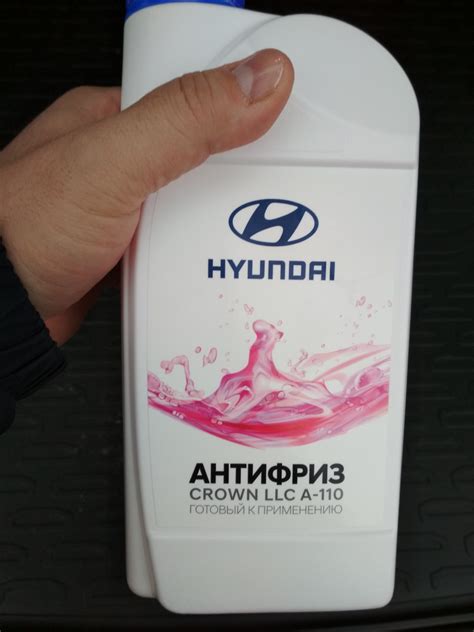 HYUNDAI
АНТИФРИЗ
CROWN LLC A-110
ГОТОВЫЙ К ПРИМЕНЕНИЮ